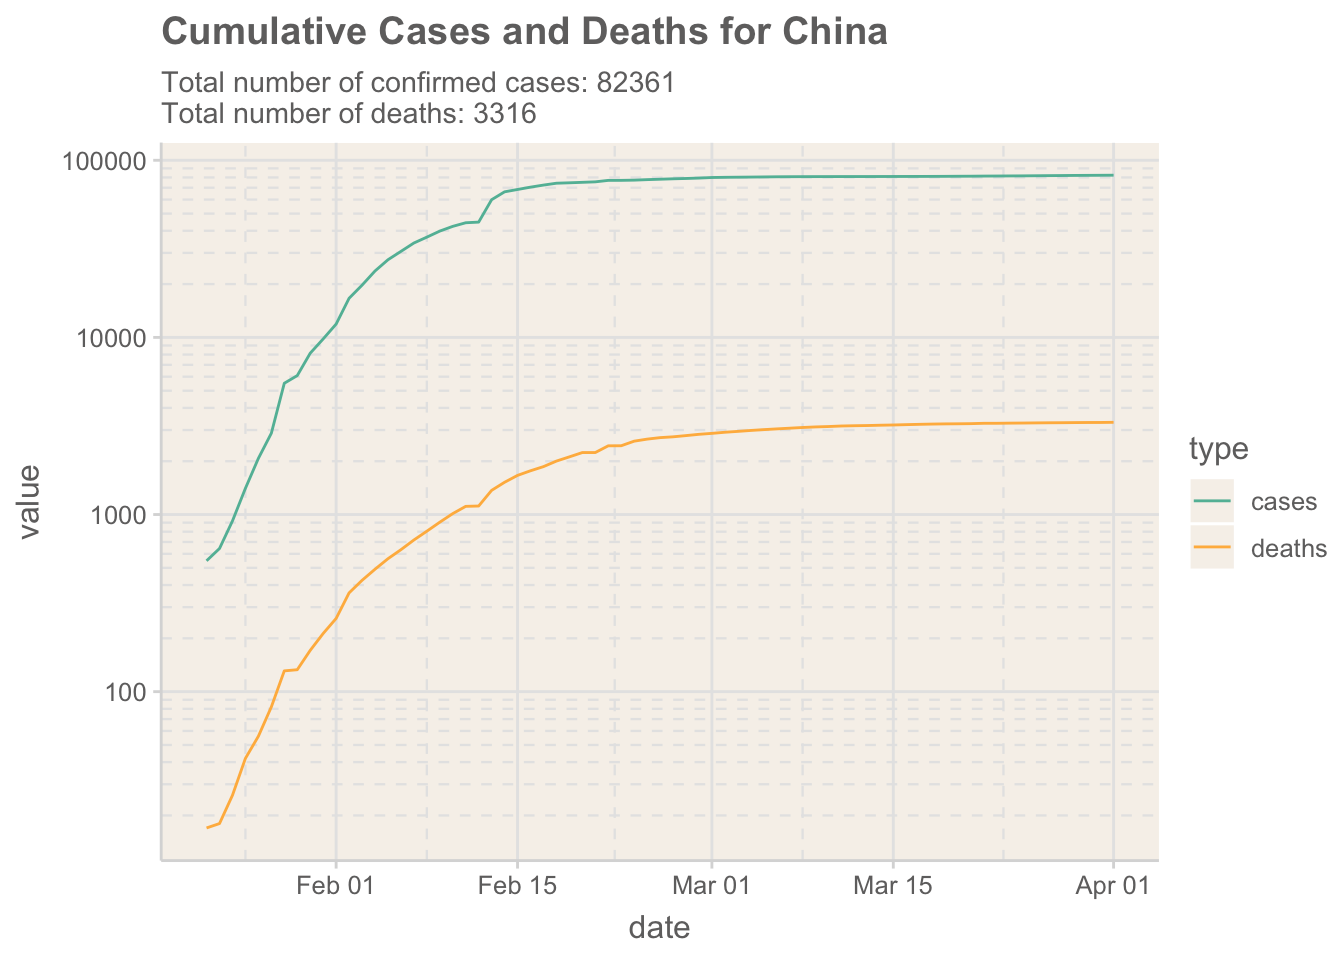 Cumulative Cases and Deaths for China
Total number of confirmed cases: 82361
Total number of deaths: 3316
100000
10000
1000
100
value
Feb 01
Feb 15
Mar 01
Mar 15
Apr 01
date
type
cases
deaths